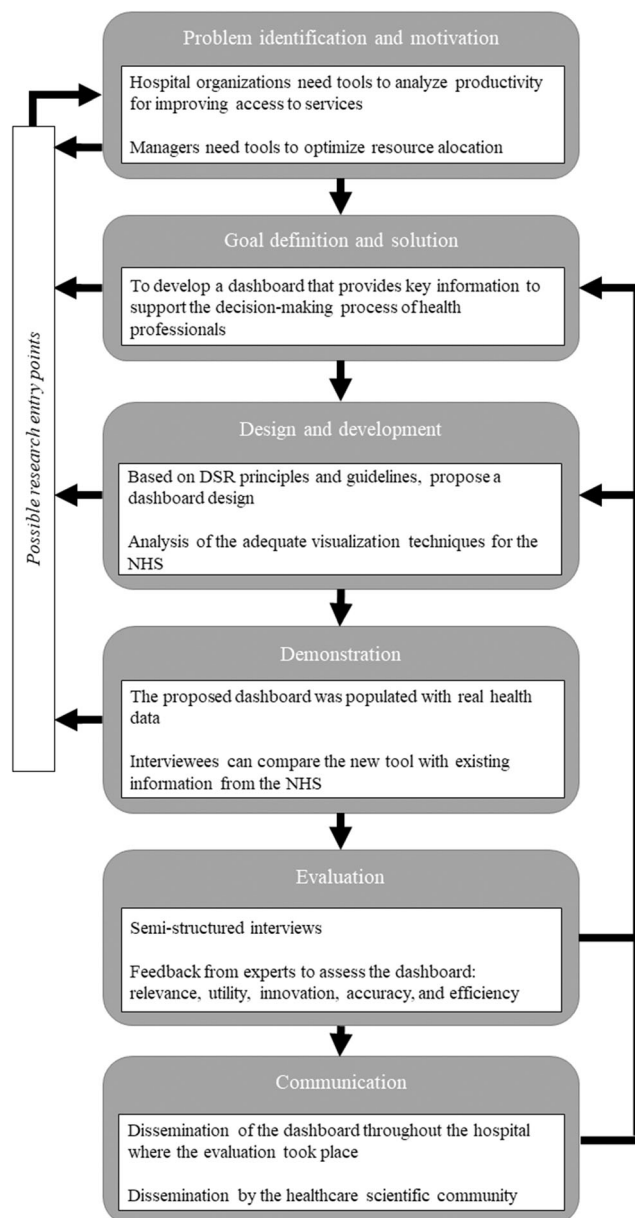 Problem identification and motivation
Hospital organizations need tools to analyze productivity
for improving access to services
Managers need tools to optimize resource alocation
Possible research entry points
Goal definition and solution
To develop a dashboard that provides key information to
support the decision-making process of health
professionals
Design and development
Based on DSR principles and guidelines, propose a
dashboard design
Analysis of the adequate visualization techniques for the
NHS
Demonstration
The proposed dashboard was populated with real health
data
Interviewees can compare the new tool with existing
information from the NHS
Evaluation
Semi-structured interviews
Feedback from experts to assess the dashboard:
relevance, utility, innovation, accuracy, and efficiency
Communication
Dissemination of the dashboard throughout the hospital
where the evaluation took place
Dissemination by the healthcare scientific community